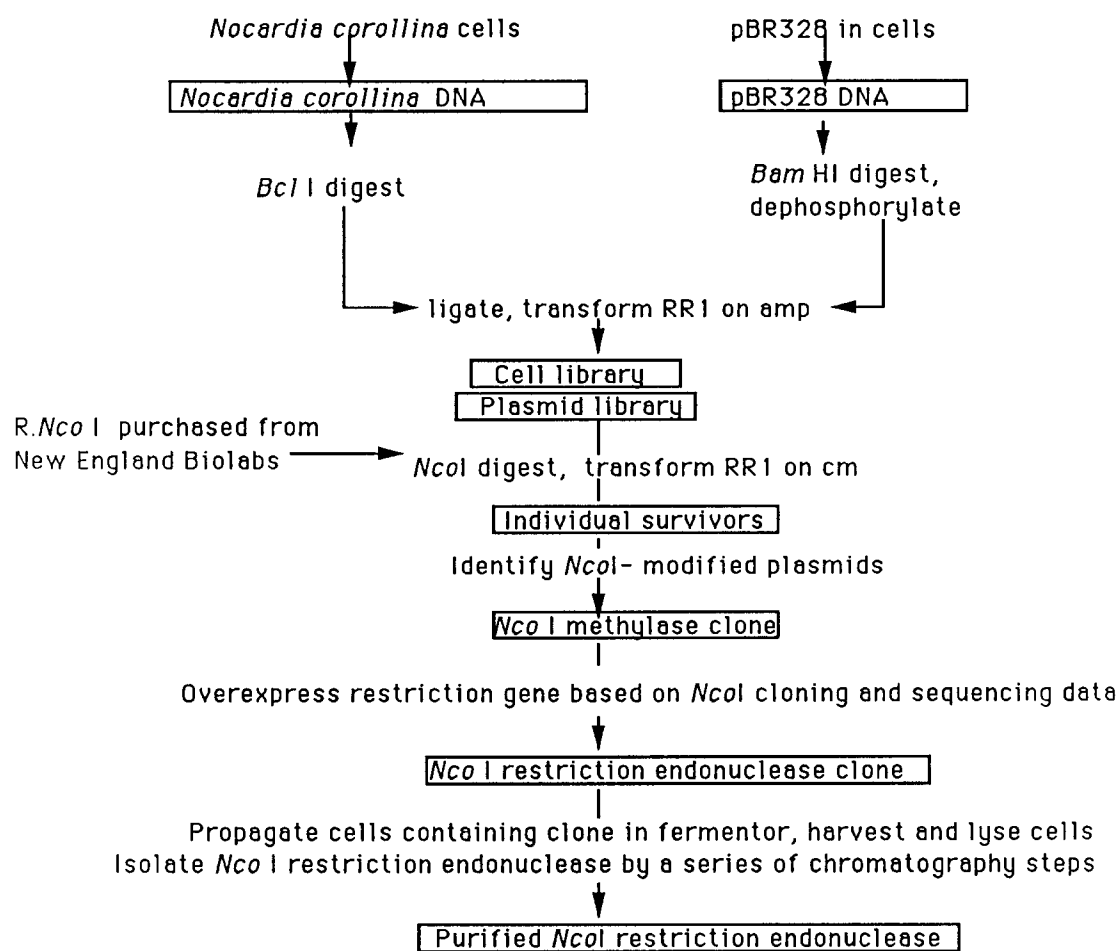 Nocardia corollina cells
pBR328 in cells
Nocardia corollina DNA
pBR328 DNA
Bcl I digest
Bam HI digest,
dephosphorylate
ligate, transform RR1 on amp
Cell library
Plasmid library
R.Nco I purchased from
New England Biolabs
NcoI digest, transform RR1 on cm
Individual survivors
Identify NcoI- modified plasmids
Nco I methylase clone
Overexpress restriction gene based on NcoI cloning and sequencing data
Nco I restriction endonuclease clone
Propagate cells containing clone in fermentor, harvest and lyse cells
Isolate Nco I restriction endonuclease by a series of chromatography steps
Purified NcoI restriction endonuclease